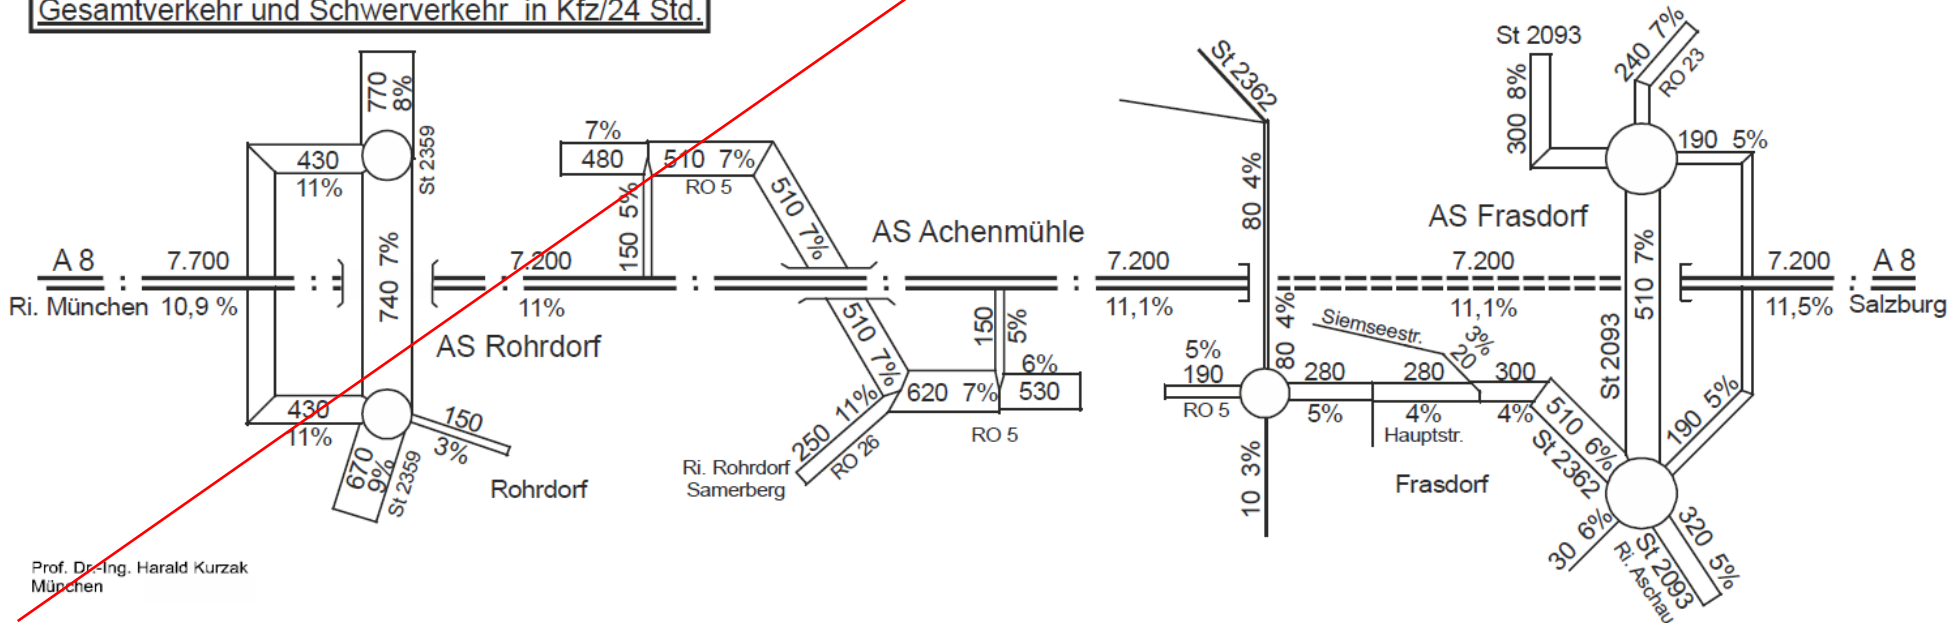 Gesamtverkehr und Schwerverkehr in Kfz/24 Std.
770
8%
St 2359
430
11%
A 8
7.700
Ri. München 10,9 %
740 7%
7.200
11%
AS Rohrdorf
430
11%
150
3%
670
9%
St 2359
Rohrdorf
7%
480
510 7%
RO 5
150 5%
510 7%
AS Achenmühle
510 7%
150
5%
6%
620 7%
530
RO 5
250 11%
RO 26
Ri. Rohrdorf
Samerberg
St 2362
80 4%
7.200
11,1%
80 4%
5%
190
RO 5
10 3%
280
5%
280
4%
Hauptstr.
Siemseestr.
3%
20
300
4%
510 6%
St 2362
Frasdorf
AS Frasdorf
7.200
11,1%
St 2093
300 8%
240 7%
RO 23
190 5%
510 7%
St 2093
7.200
A 8
11,5%
Salzburg
190 5%
30 6%
St 2093
Ri. Aschau
320 5%
Prof. Dr.-Ing. Harald Kurzak
München